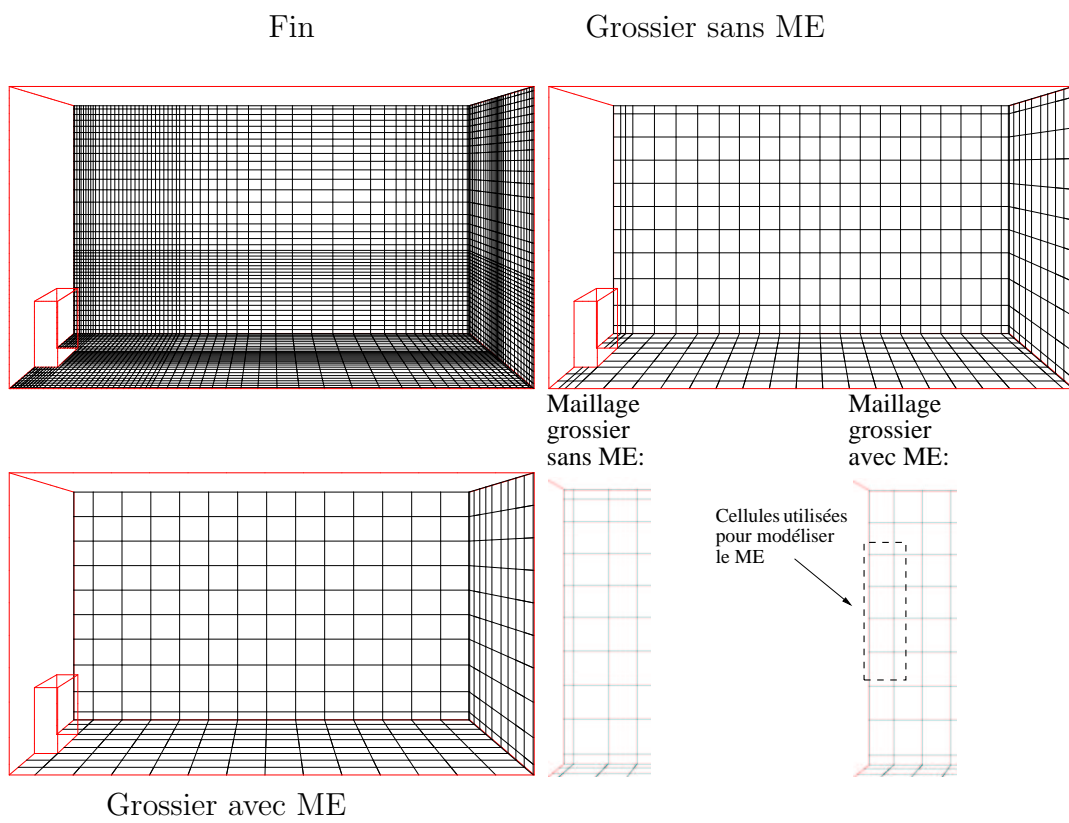 Fin
Grossier sans ME
Maillage
grossier
sans ME:
Maillage
grossier
avec ME:
Cellules utilisées
pour modéliser
le ME
Grossier avec ME